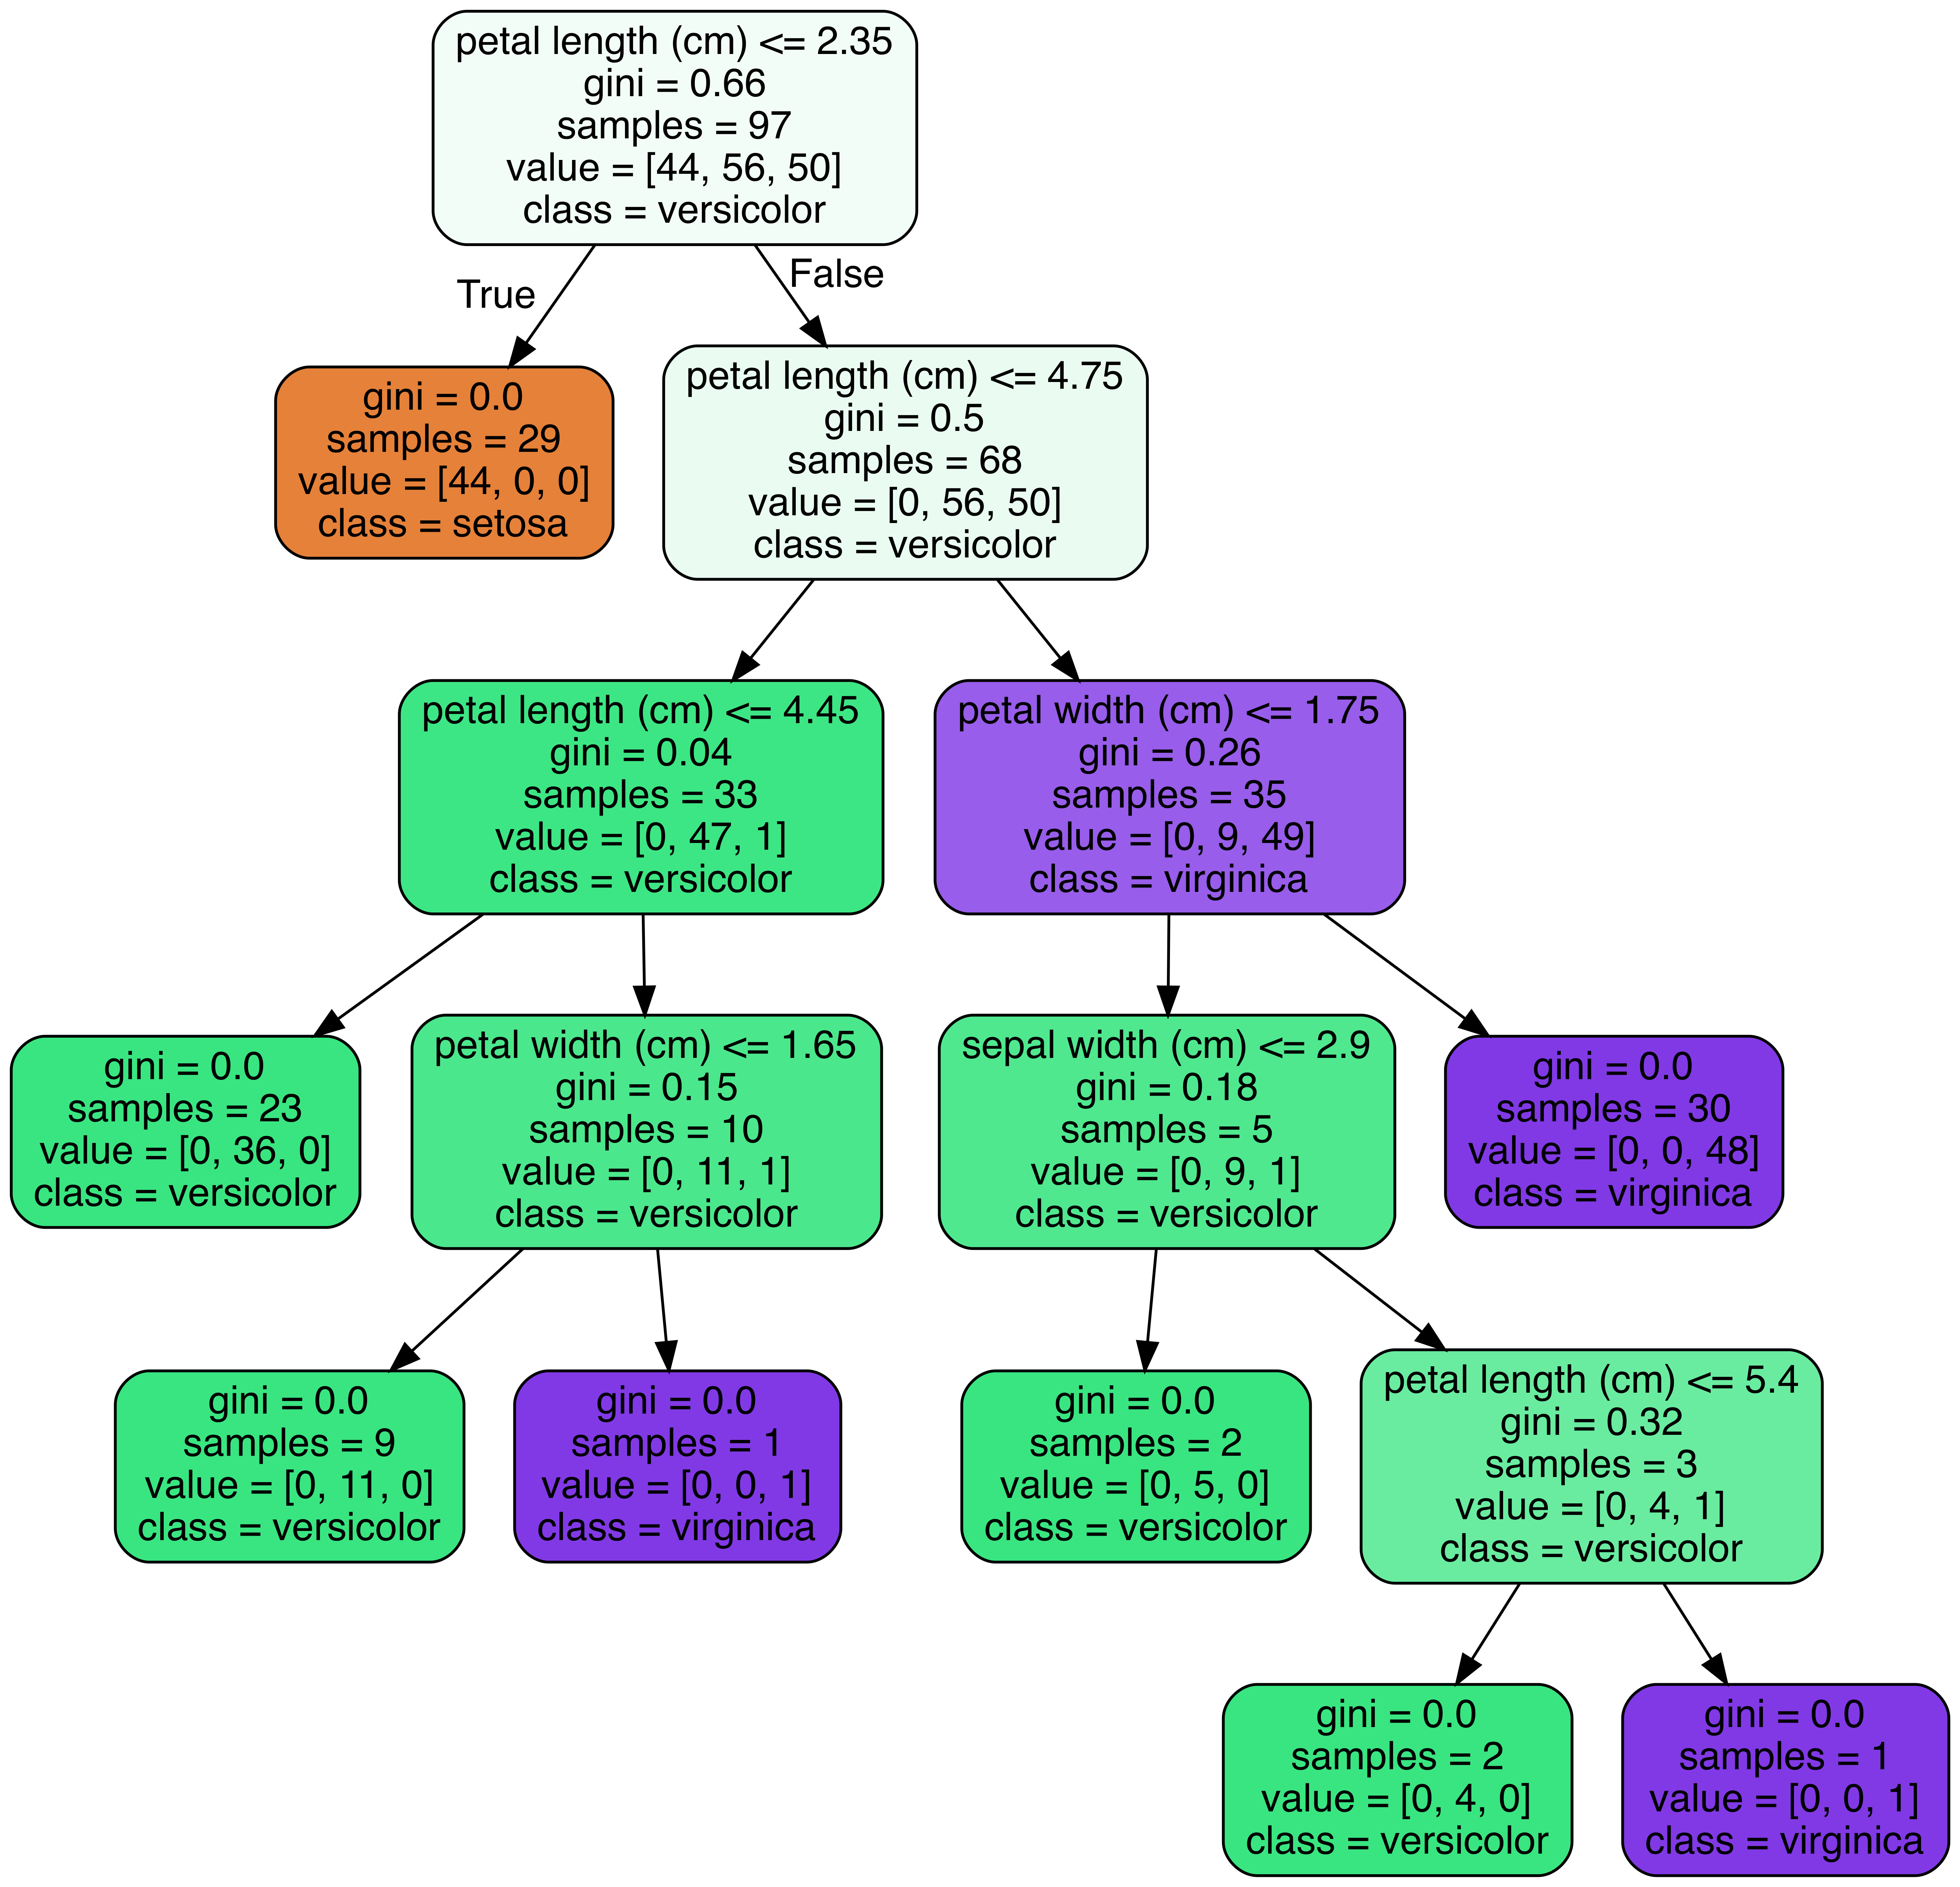 petal length (cm) <= 2.35
gini = 0.66
samples = 97
value = [44, 56, 50]
class = versicolor
True
False
gini = 0.0
samples = 29
value = [44, 0, 0]
class = setosa
petal length (cm) <= 4.75
gini = 0.5
samples = 68
value = [0, 56, 50]
class = versicolor
petal length (cm) <= 4.45
gini = 0.04
samples = 33
value = [0, 47, 1]
class = versicolor
petal width (cm) <= 1.75
gini = 0.26
samples = 35
value = [0, 9, 49]
class = virginica
gini = 0.0
samples = 23
value = [0, 36, 0]
class = versicolor
petal width (cm) <= 1.65
gini = 0.15
samples = 10
value = [0, 11, 1]
class = versicolor
sepal width (cm) <= 2.9
gini = 0.18
samples = 5
value = [0, 9, 1]
class = versicolor
gini = 0.0
samples = 30
value = [0, 0, 48]
class = virginica
gini = 0.0
samples = 9
value = [0, 11, 0]
class = versicolor
gini = 0.0
samples = 1
value = [0, 0, 1]
class = virginica
gini = 0.0
samples = 2
value = [0, 5, 0]
class = versicolor
petal length (cm) <= 5.4
gini = 0.32
samples = 3
value = [0, 4, 1]
class = versicolor
gini = 0.0
samples = 2
value = [0, 4, 0]
class = versicolor
gini = 0.0
samples = 1
value = [0, 0, 1]
class = virginica